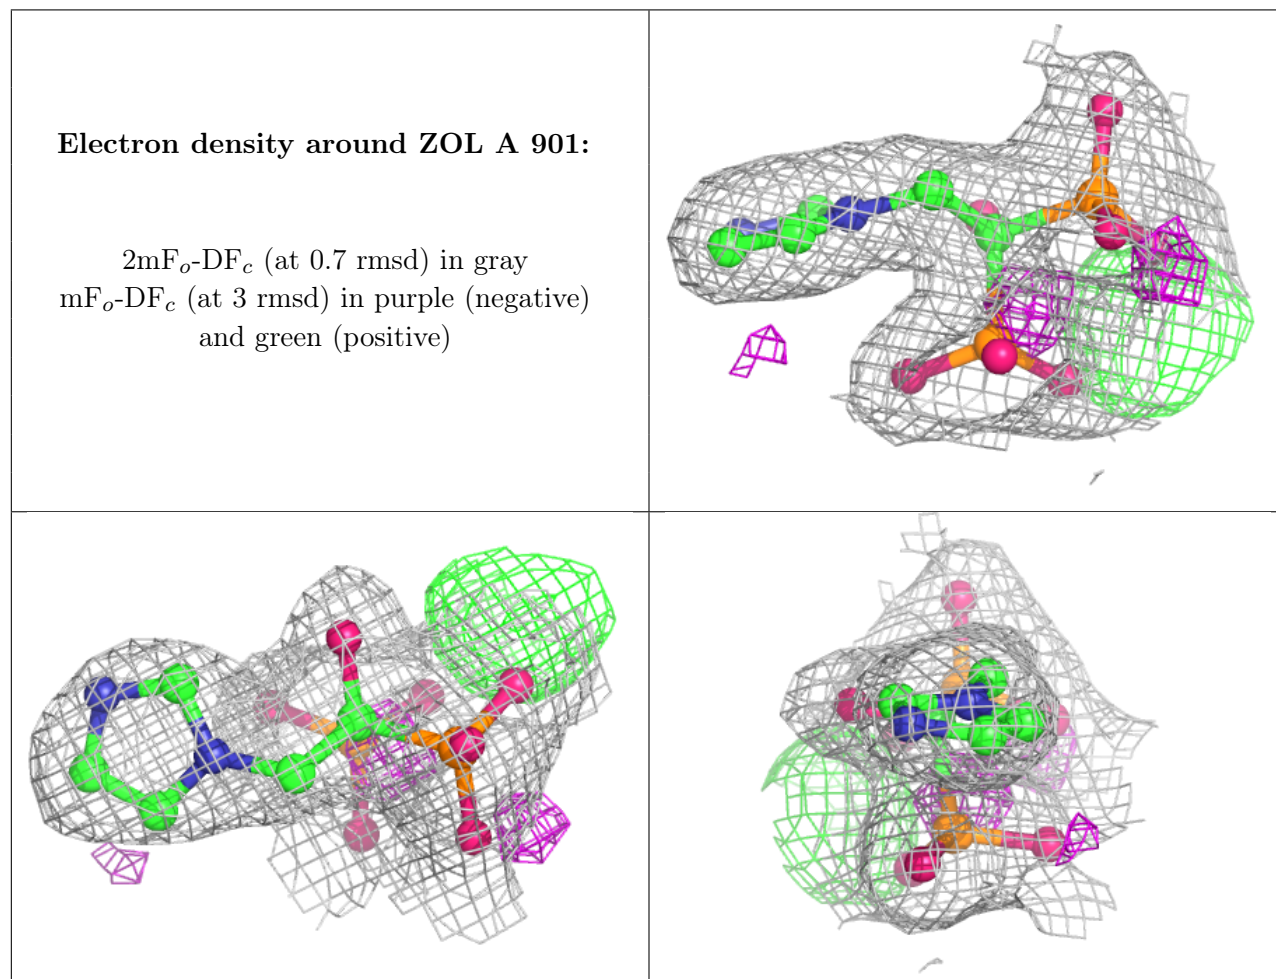 Electron density around ZOL A 901:
2mFo-DFc (at 0.7 rmsd) in gray
mFo-DFc (at 3 rmsd) in purple (negative)
and green (positive)